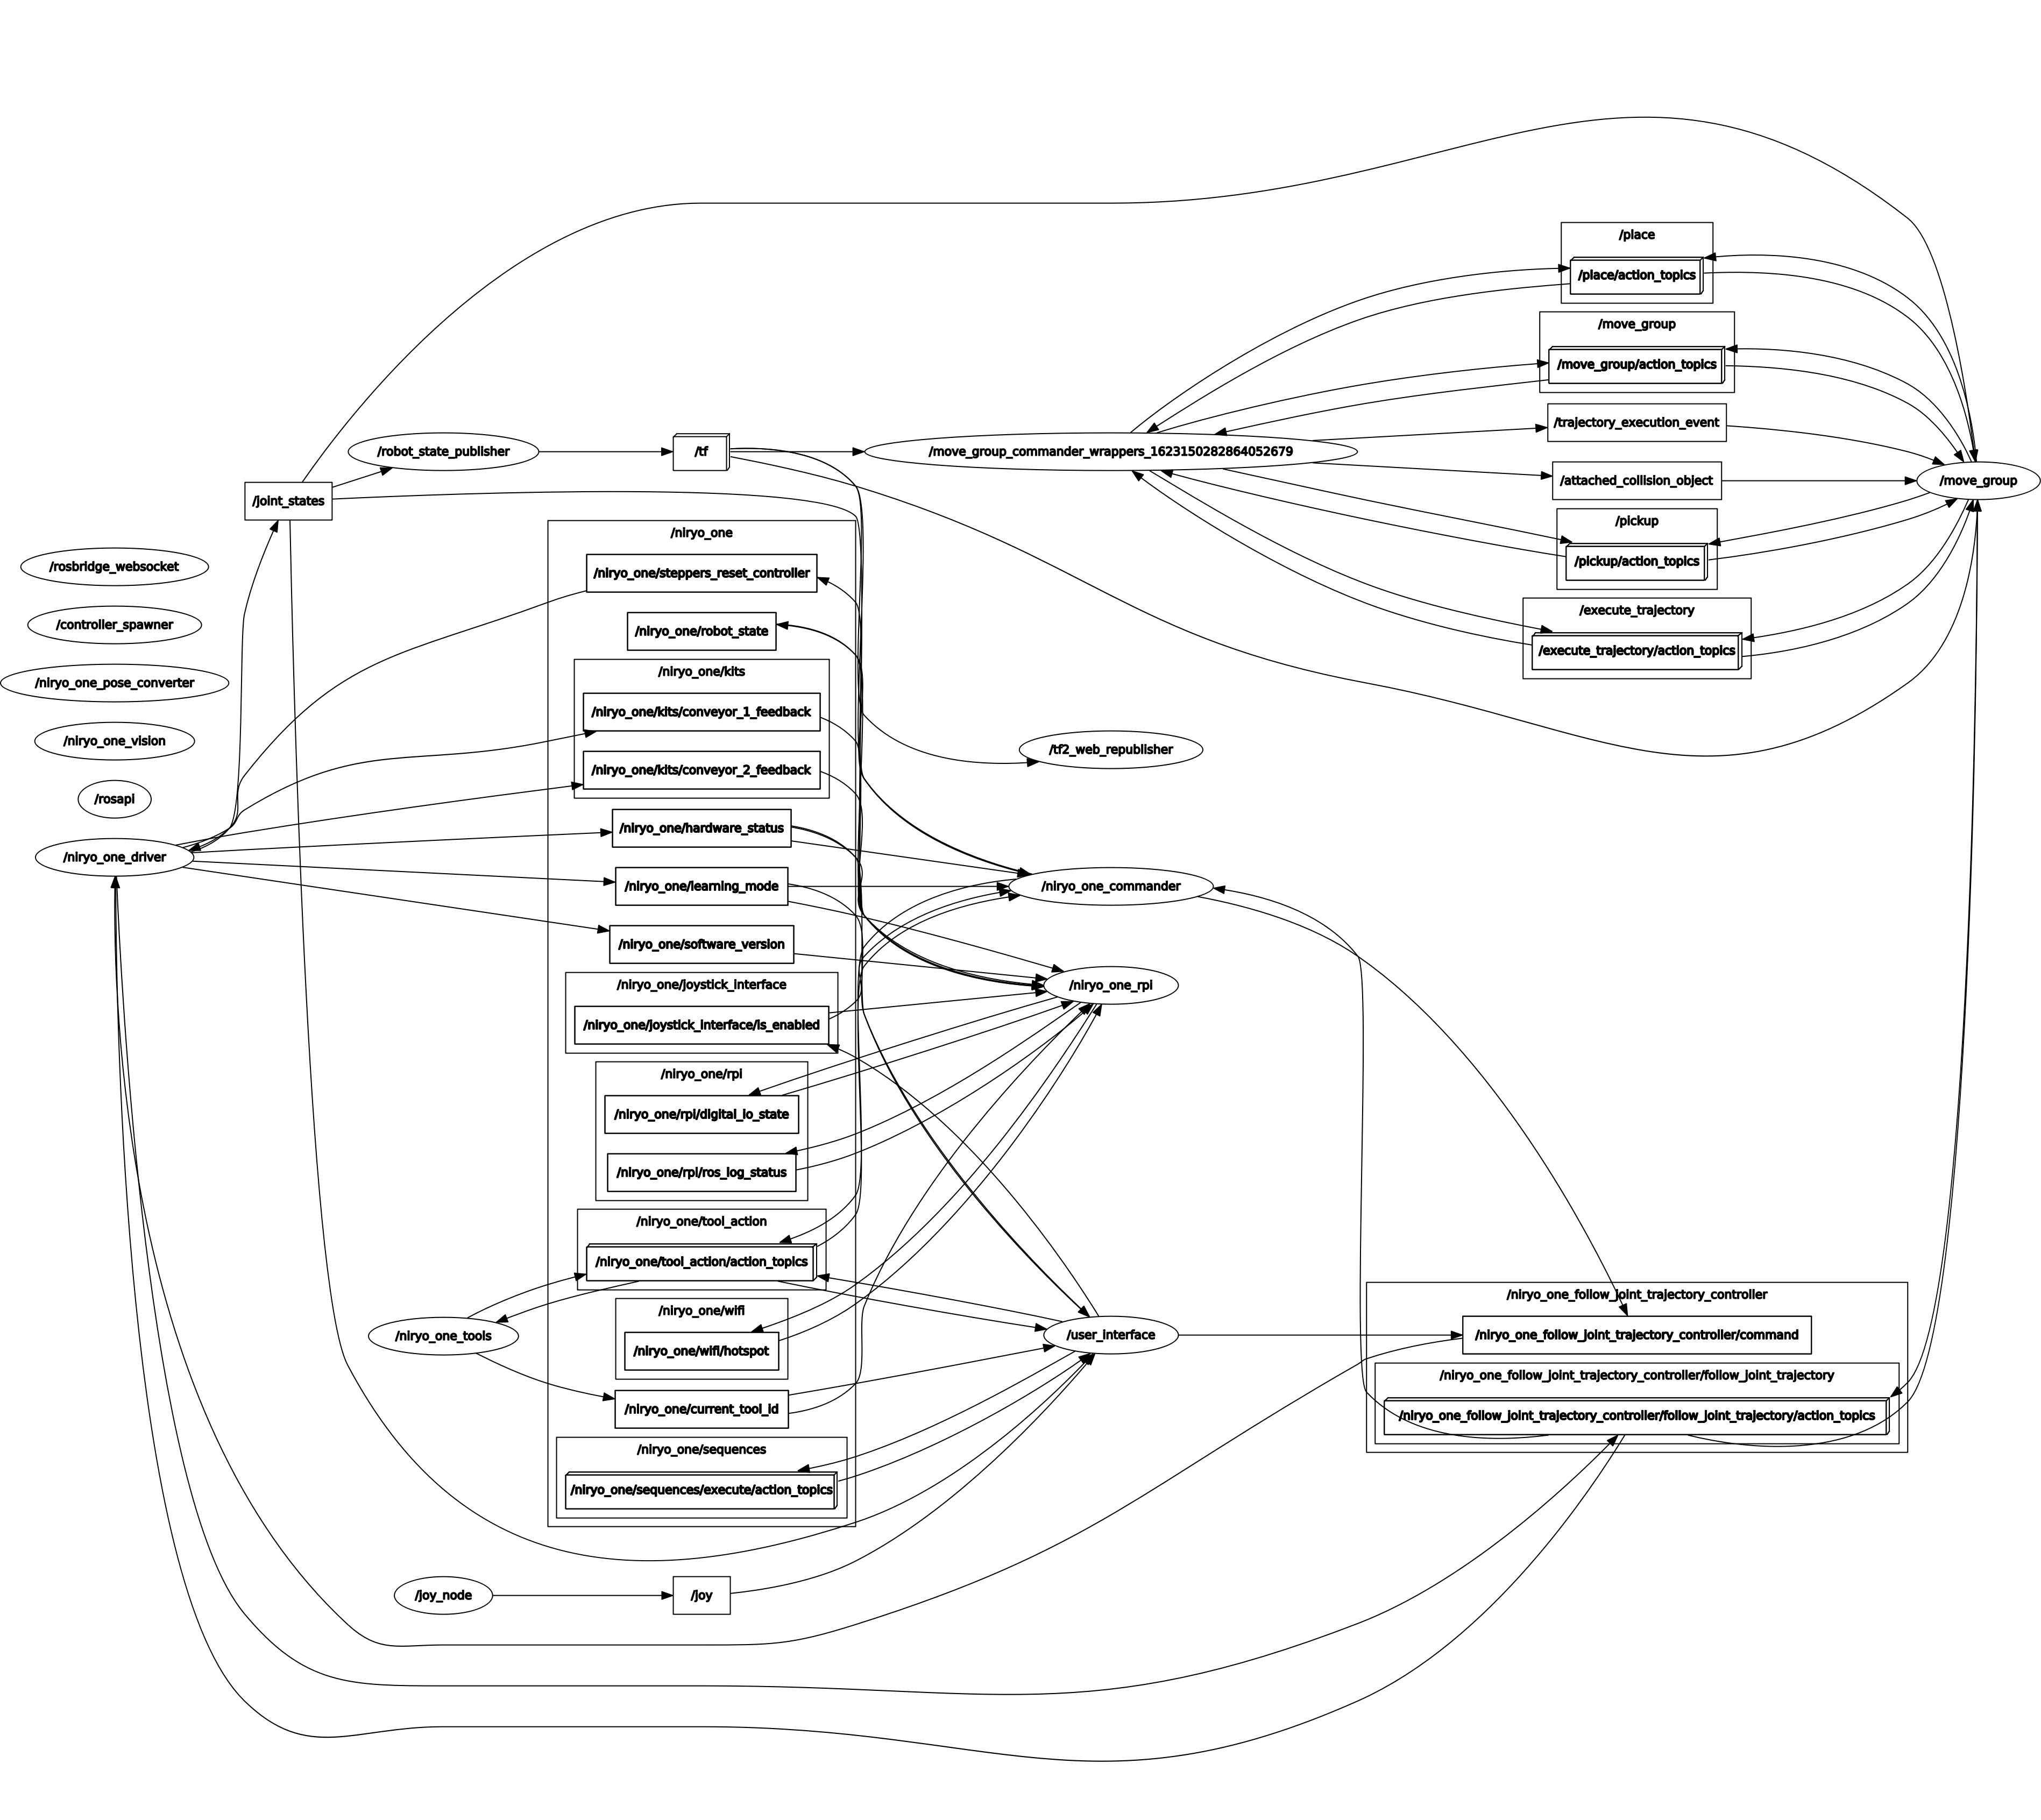 /place
/place/action_topics
/move_group
/move_group/action_topics
/trajectory_execution_event
/robot_state_publisher
/tf
/move_group_commander_wrappers_1623150282864052679
/attached_collision_object
/move_group
/joint_states
/pickup
/pickup/action_topics
/niryo_one
/rosbridge_websocket
/niryo_one/steppers_reset_controller
/execute_trajectory
/execute_trajectory/action_topics
/controller_spawner
/niryo_one/robot_state
/niryo_one/kits
/niryo_one_pose_converter
/niryo_one/kits/conveyor_1_feedback
/niryo_one_vision
/tf2_web_republisher
/niryo_one/kits/conveyor_2_feedback
/rosapi
/niryo_one/hardware_status
/niryo_one_driver
/niryo_one/learning_mode
/niryo_one_commander
/niryo_one/software_version
/niryo_one/joystick_interface
/niryo_one_rpi
/niryo_one/joystick_interface/is_enabled
/niryo_one/rpi
/niryo_one/rpi/digital_io_state
/niryo_one/rpi/ros_log_status
/niryo_one/tool_action
/niryo_one/tool_action/action_topics
/niryo_one_follow_joint_trajectory_controller
/niryo_one/wifi
/niryo_one_tools
/user_interface
/niryo_one_follow_joint_trajectory_controller/command
/niryo_one/wifi/hotspot
/niryo_one_follow_joint_trajectory_controller/follow_joint_trajectory
/niryo_one/current_tool_id
/niryo_one_follow_joint_trajectory_controller/follow_joint_trajectory/action_topics
/niryo_one/sequences
/niryo_one/sequences/execute/action_topics
/joy_node
/joy